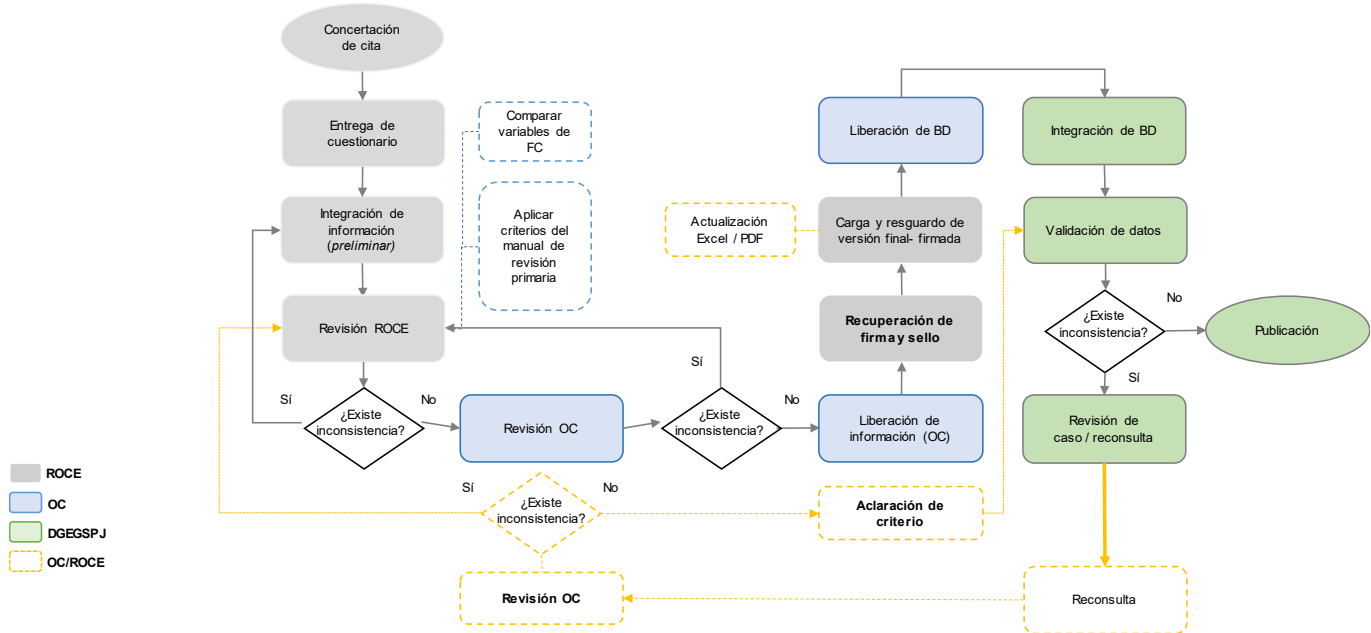 Concertación
de cita
Entrega de
cuestionario
Integración de
información
(preliminar)
Revisión ROCE
Comparar
variables de
FC
Aplicar
criterios del
manual de
revisión
primaria
Sí
¿Existe
inconsistencia?
No
Revisión OC
Sí
¿Existe
inconsistencia?
No
Liberación de
información (OC)
Recuperación de
firma y sello
Carga y resguardo de
versión final- firmada
Actualización
Excel / PDF
Liberación de BD
Integración de BD
Validación de datos
¿Existe
inconsistencia?
No
Publicación
Sí
Revisión de
caso / reconsulta
Reconsulta
Revisión OC
Sí
¿Existe
inconsistencia?
No
Aclaración de
criterio
ROCE
OC
DGEGSPJ
OC/ROCE